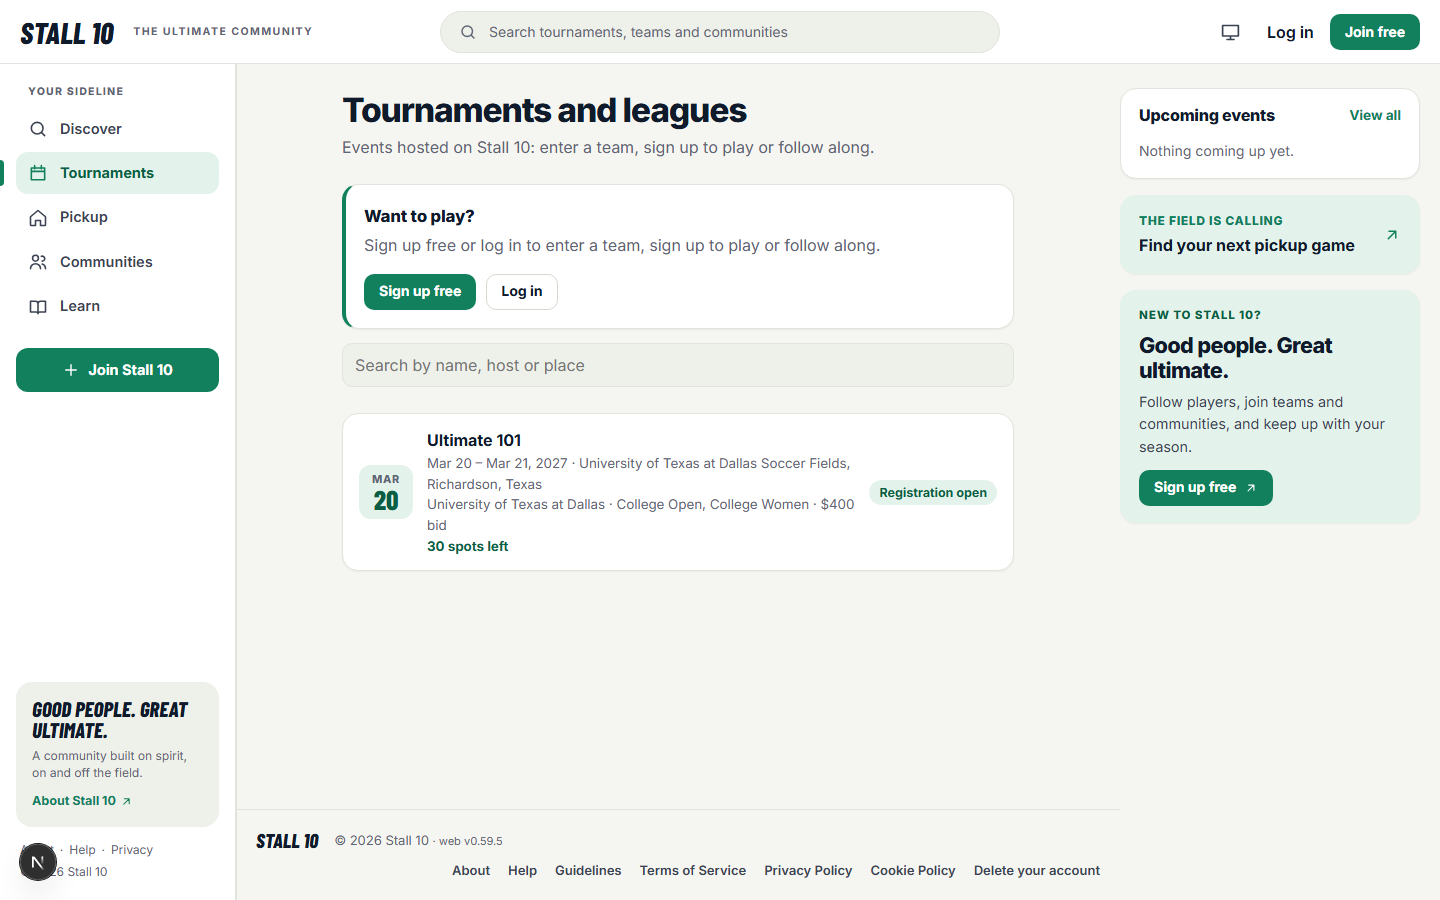 STALL 10
THE ULTIMATE COMMUNITY
Search tournaments, teams and communities
Log in
Join free
YOUR SIDELINE
Discover
Tournaments
Pickup
Communities
Learn
+ Join Stall 10
GOOD PEOPLE. GREAT
ULTIMATE.
A community built on spirit,
on and off the field.
About Stall 10
· Help · Privacy
Stall 10
N
Tournaments and leagues
Events hosted on Stall 10: enter a team, sign up to play or follow along.
Want to play?
Sign up free or log in to enter a team, sign up to play or follow along.
Sign up free
Log in
Search by name, host or place
MAR
20
Ultimate 101
Mar 20 – Mar 21, 2027 · University of Texas at Dallas Soccer Fields,
Richardson, Texas
University of Texas at Dallas · College Open, College Women · $400
bid
30 spots left
Registration open
Upcoming events
View all
Nothing coming up yet.
THE FIELD IS CALLING
Find your next pickup game
NEW TO STALL 10?
Good people. Great
ultimate.
Follow players, join teams and
communities, and keep up with your
season.
Sign up free
STALL 10
© 2026 Stall 10 · web v0.59.5
About
Help
Guidelines
Terms of Service
Privacy Policy
Cookie Policy
Delete your account